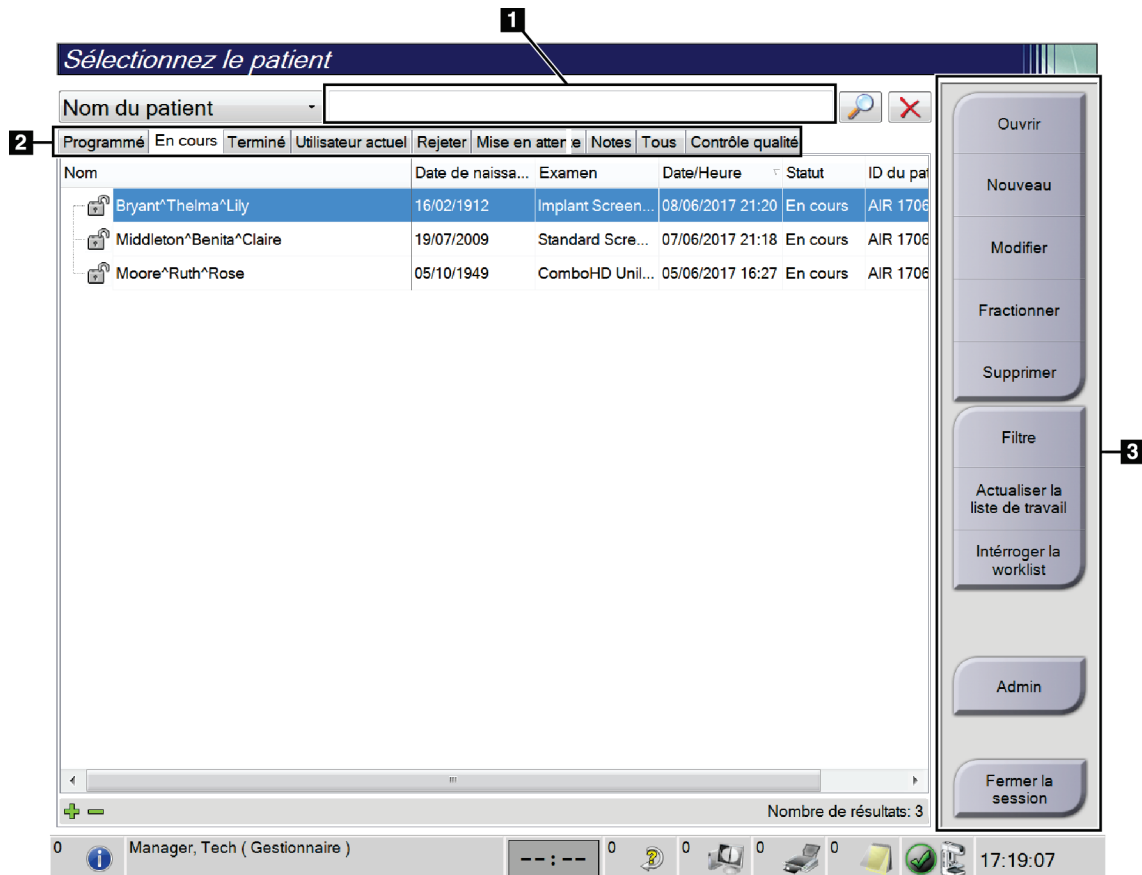 1
Sélectionnez le patient
Nom du patient
2
Programmé En cours Terminé Utilisateur actuel Rejeter Mise en atter e Notes Tous Contrôle qualité
Nom Date de naissa... Examen Date/Heure Statut ID du pat
Bryant^Thelma^Lily 16/02/1912 Implant Screen... 08/06/2017 21:20 En cours AIR 1706
Middleton^Benita^Claire 19/07/2009 Standard Scre... 07/06/2017 21:18 En cours AIR 1706
Moore^Ruth^Rose 05/10/1949 ComboHD Unil... 05/06/2017 16:27 En cours AIR 1706
Ouvrir
Nouveau
Modifier
Fractionner
Supprimer
Filtre
3
Actualiser la
liste de travail
Intérroger la
worklist
Admin
Fermer la
session
Nombre de résultats: 3
0 Manager, Tech ( Gestionnaire ) --:-- 0 0 0 0 17:19:07